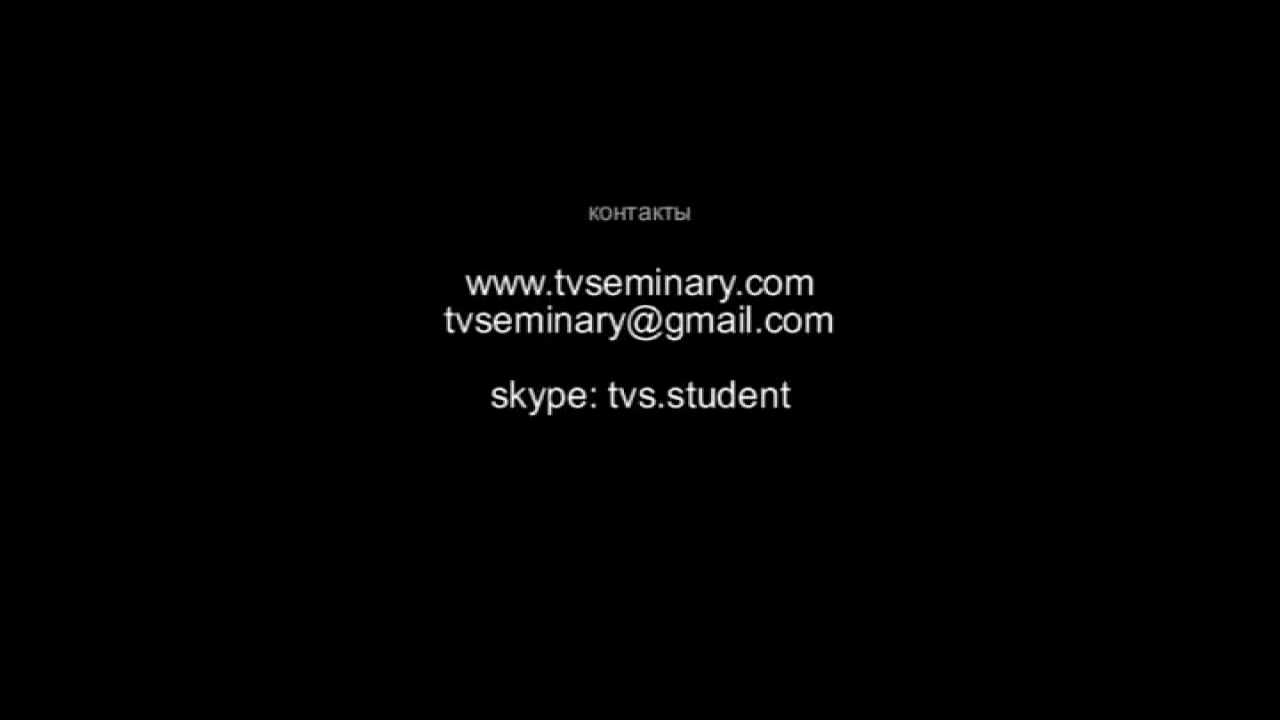 контакты
www.tvseminary.com
tvseminary@gmail.com
skype: tvs.student